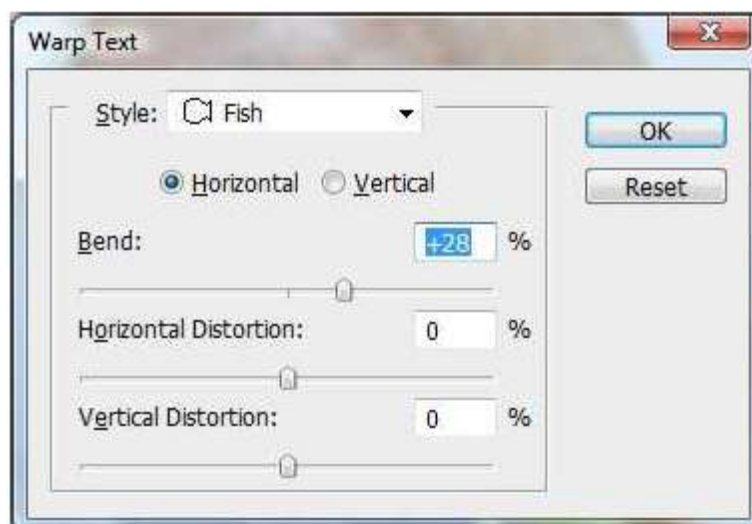 Warp Text
Style: Fish
OK
Horizontal Vertical
Reset
Bend: +28 %
Horizontal Distortion: 0 %
Vertical Distortion: 0 %